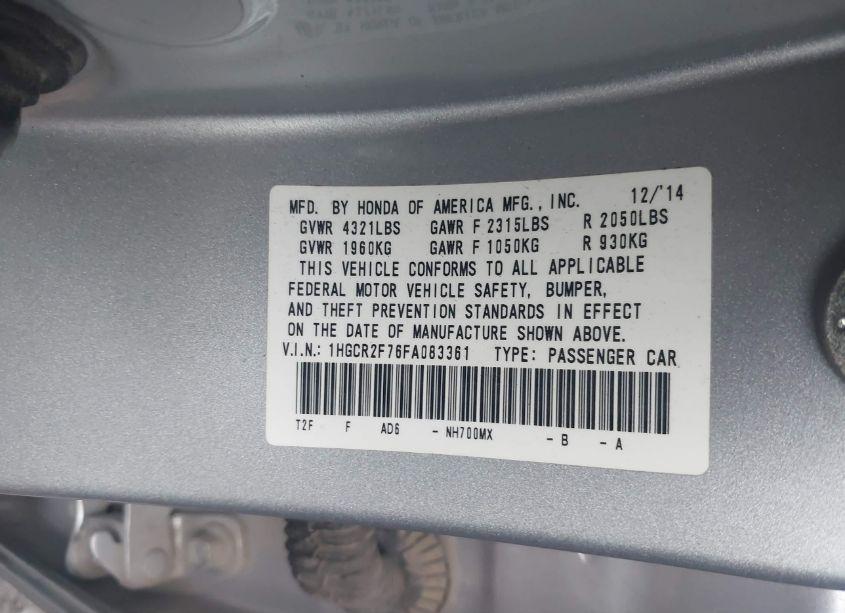 MFD. BY HONDA OF AMERICA MFG., INC. 12/'14
GVWR 4321LBS GAWR F 2315LBS R 2050LBS
GVWR 1960KG GAWR F 1050KG R 930KG
THIS VEHICLE CONFORMS TO ALL APPLICABLE
FEDERAL MOTOR VEHICLE SAFETY, BUMPER,
AND THEFT PREVENTION STANDARDS IN EFFECT
ON THE DATE OF MANUFACTURE SHOWN ABOVE.
V.I.N.: 1HGCR2F76FA083361 TYPE: PASSENGER CAR
T2F F AD6 - NH700MX - B - A